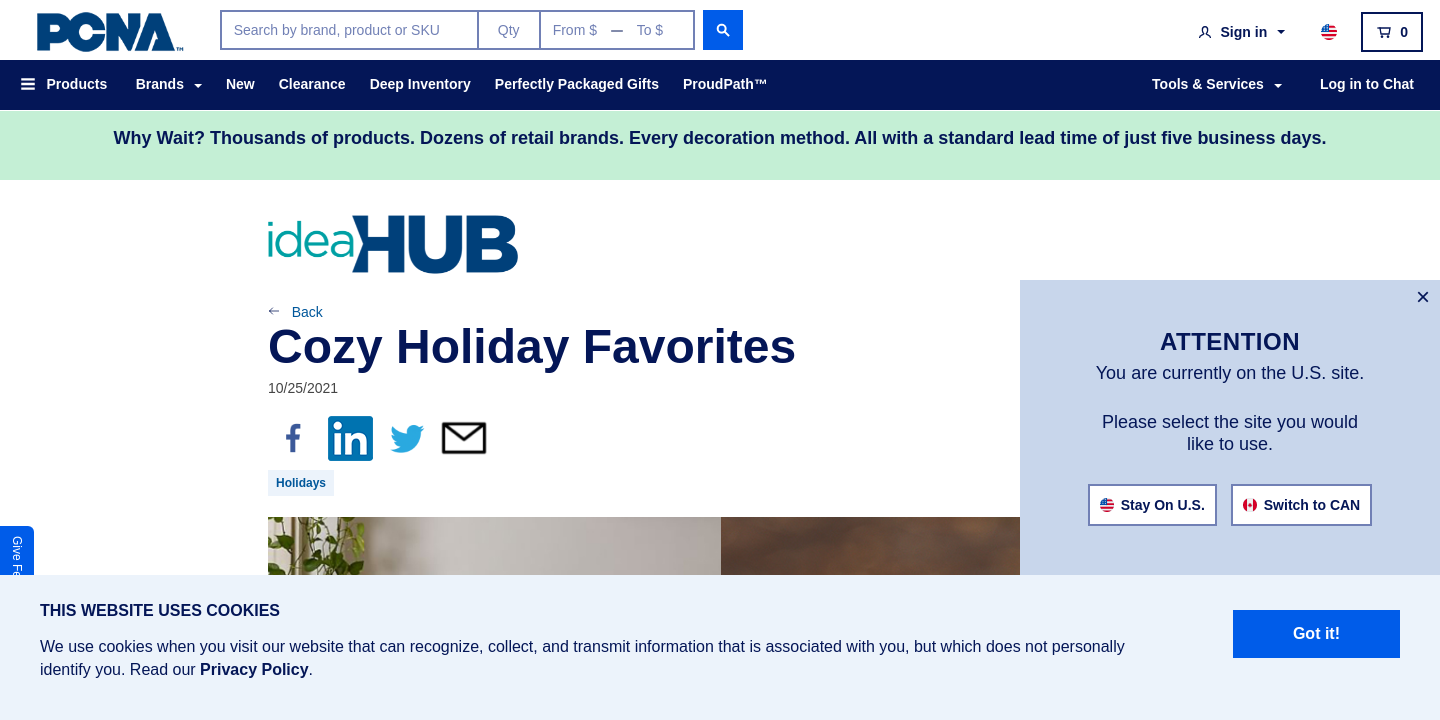 PCNA™
Search by brand, product or SKU
Qty
From $ — To $
Sign in
0
Products
Brands
New
Clearance
Deep Inventory
Perfectly Packaged Gifts
ProudPath™
Tools & Services
Log in to Chat
Why Wait? Thousands of products. Dozens of retail brands. Every decoration method. All with a standard lead time of just five business days.
ideaHUB
Back
Cozy Holiday Favorites
10/25/2021
Holidays
×
ATTENTION
You are currently on the U.S. site.
Please select the site you would
like to use.
Stay On U.S.
Switch to CAN
Give
THIS WEBSITE USES COOKIES
We use cookies when you visit our website that can recognize, collect, and transmit information that is associated with you, but which does not personally
identify you. Read our Privacy Policy.
Got it!